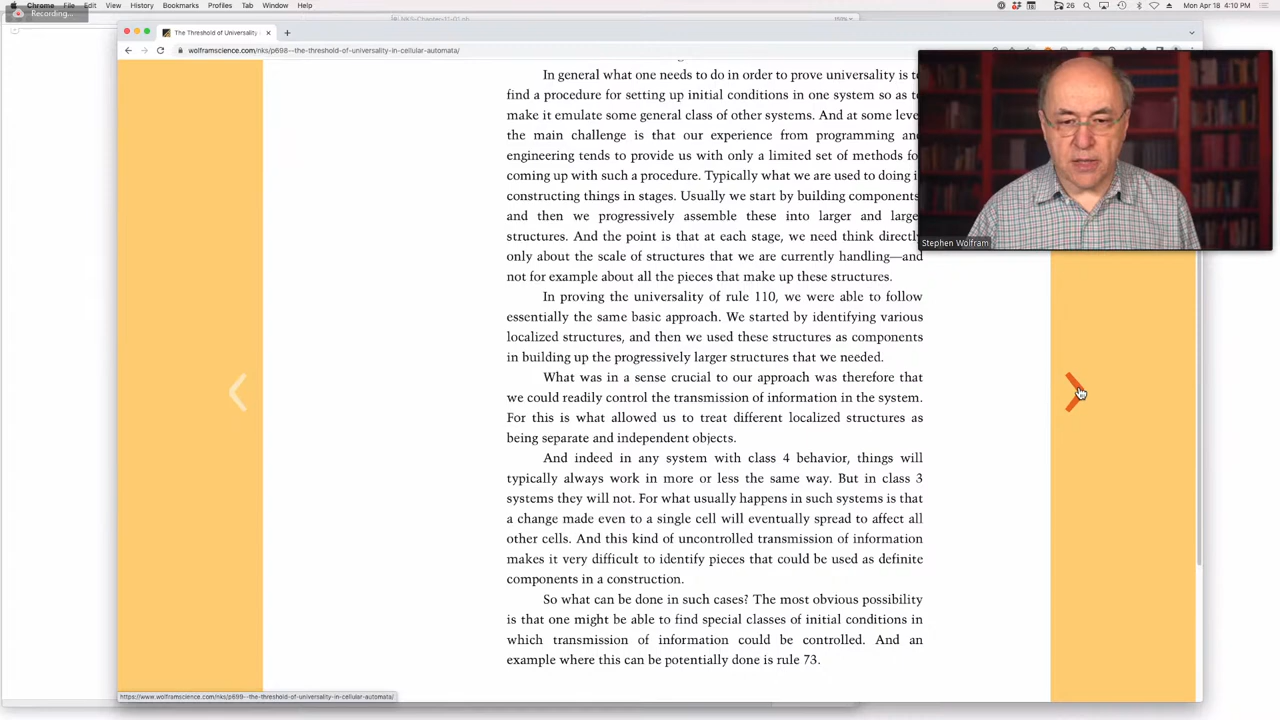 Chrome File Edit View History Bookmarks Profiles Tab Window Help
26 Mon Apr 18 4:10 PM
Recording...
NKS-Chapter-11-01.nb
The Threshold of Universality
wolframscience.com/nks/p698--the-threshold-of-universality-in-cellular-automata/
In general what one needs to do in order to prove universality is to
find a procedure for setting up initial conditions in one system so as to
make it emulate some general class of other systems. And at some leve
the main challenge is that our experience from programming and
engineering tends to provide us with only a limited set of methods fo
coming up with such a procedure. Typically what we are used to doing i
constructing things in stages. Usually we start by building components
and then we progressively assemble these into larger and large
structures. And the point is that at each stage, we need think directly
only about the scale of structures that we are currently handling—and
not for example about all the pieces that make up these structures.
In proving the universality of rule 110, we were able to follow
essentially the same basic approach. We started by identifying various
localized structures, and then we used these structures as components
in building up the progressively larger structures that we needed.
What was in a sense crucial to our approach was therefore that
we could readily control the transmission of information in the system.
For this is what allowed us to treat different localized structures as
being separate and independent objects.
And indeed in any system with class 4 behavior, things will
typically always work in more or less the same way. But in class 3
systems they will not. For what usually happens in such systems is that
a change made even to a single cell will eventually spread to affect all
other cells. And this kind of uncontrolled transmission of information
makes it very difficult to identify pieces that could be used as definite
components in a construction.
So what can be done in such cases? The most obvious possibility
is that one might be able to find special classes of initial conditions in
which transmission of information could be controlled. And an
example where this can be potentially done is rule 73.
Stephen Wolfram
https://www.wolframscience.com/nks/p699--the-threshold-of-universality-in-cellular-automata/